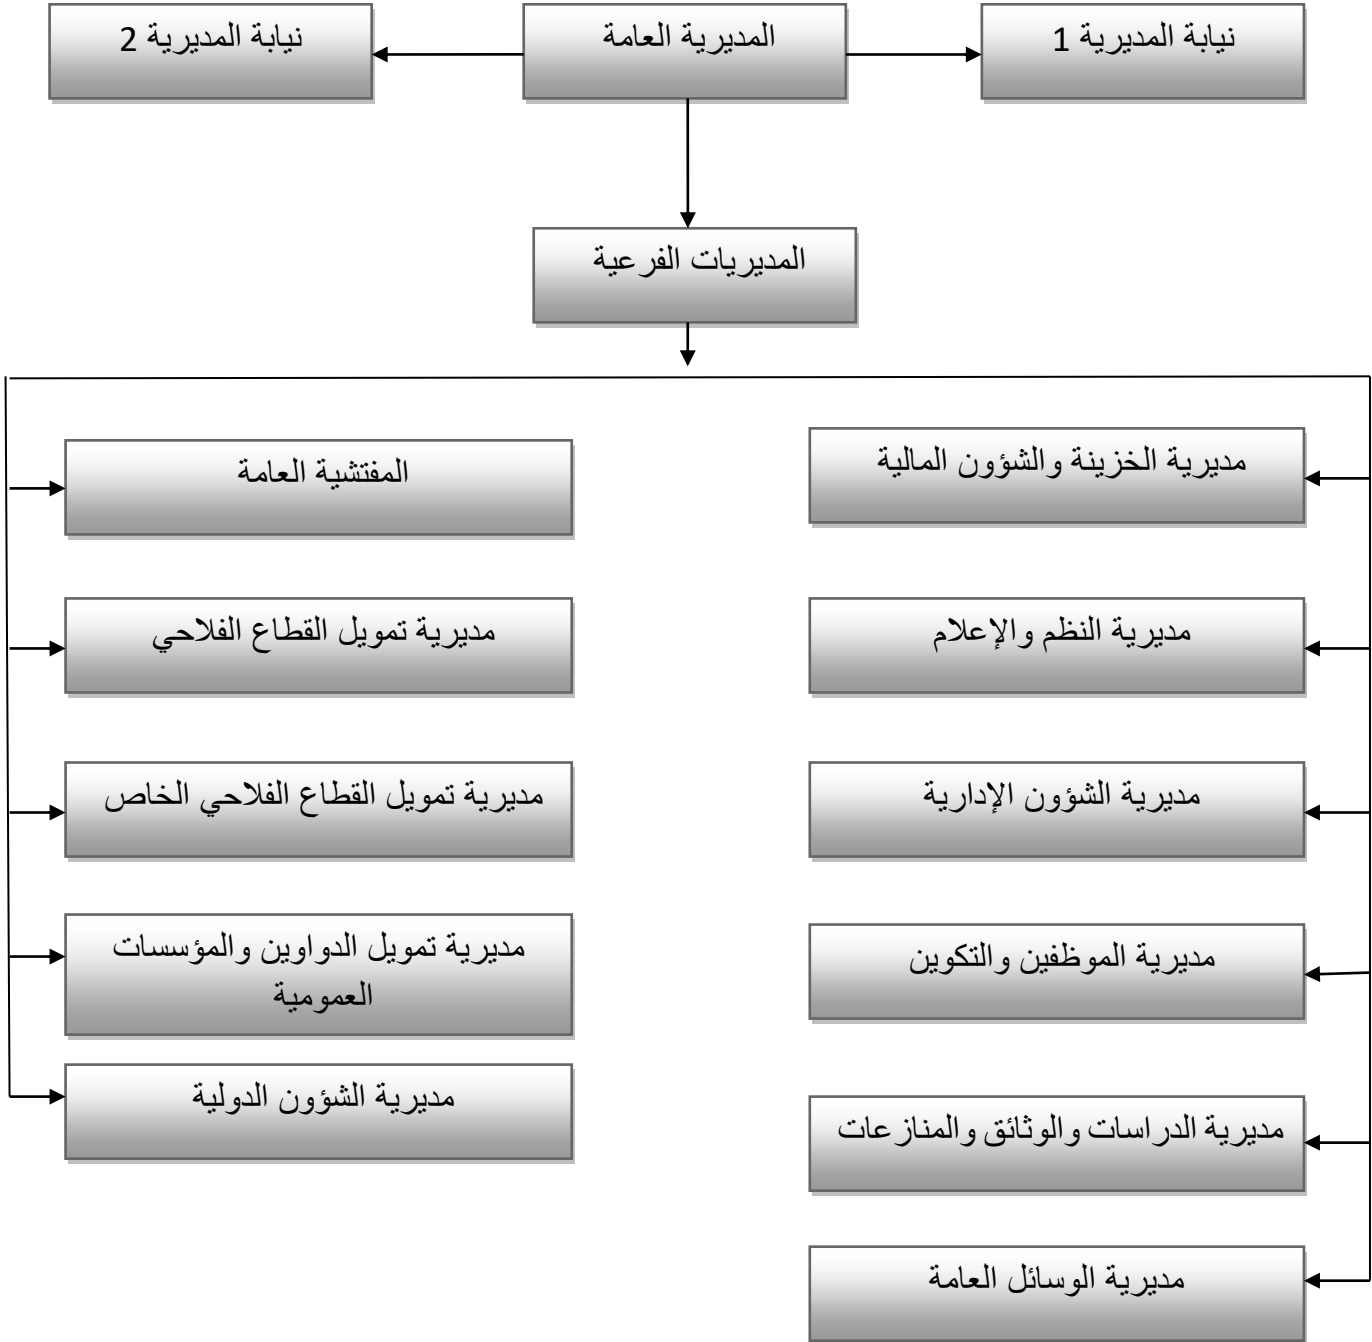 نيابة المديرية 1
المديرية العامة
نيابة المديرية 2
المديريات الفرعية
مديرية الخزينة والشؤون المالية
مديرية النظم والإعلام
مديرية الشؤون الإدارية
مديرية الموظفين والتكوين
مديرية الدراسات والوثائق والمنازعات
مديرية الوسائل العامة
المفتشية العامة
مديرية تمويل القطاع الفلاحي
مديرية تمويل القطاع الفلاحي الخاص
مديرية تمويل الدواوين والمؤسسات
العمومية
مديرية الشؤون الدولية